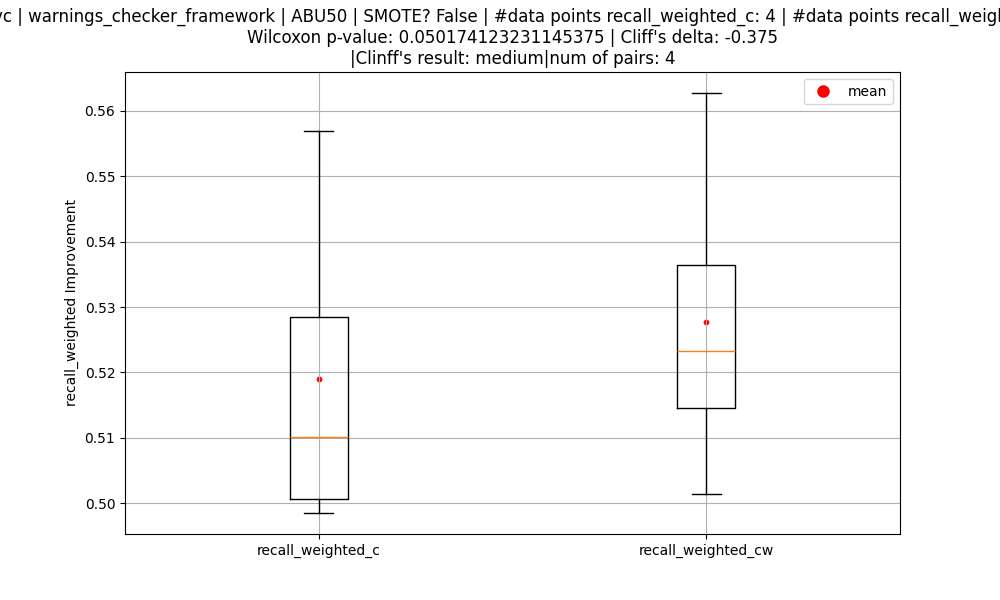 | warnings_checker_framework | ABU50 | SMOTE? False | #data points recall_weighted_c: 4 | #data points
Wilcoxon p-value: 0.050174123231145375 | Cliff's delta: -0.375
|Clinff's result: medium|num of pairs: 4
mean
0.56
0.55
0.54
0.53
0.52
0.51
0.50
recall_weighted Improvement
recall_weighted_c
recall_weighted_cw